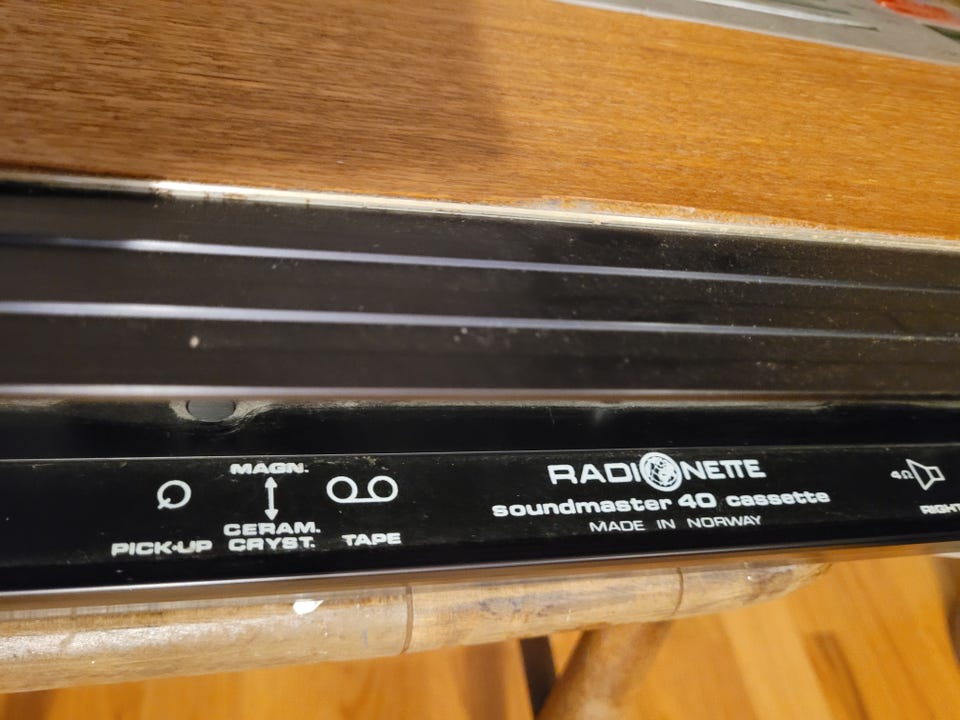 MAGN.
CERAM.
PICK-UP CRYST. TAPE
RADIONETTE
soundmaster 40 cassette
MADE IN NORWAY
4Ω
RIGHT